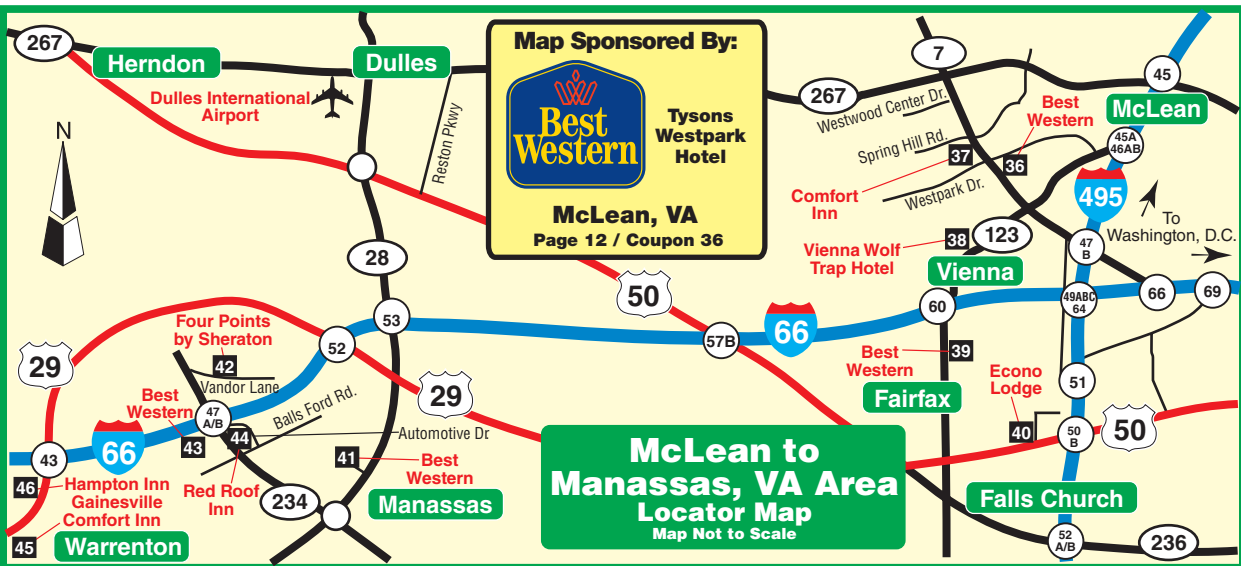 267
Herndon
Dulles
Dulles International
Airport
Reston Pkwy
N
Map Sponsored By:
Best
Western
Tysons
Westpark
Hotel
McLean, VA
Page 12 / Coupon 36
7
267
45
McLean
Westwood Center Dr.
Best
Western
Spring Hill Rd.
37
36
45A
46AB
Comfort
Inn
Westpark Dr.
495
To
Washington, D.C.
Vienna Wolf
Trap Hotel
38
123
47
B
Vienna
28
50
53
52
57B
66
60
49ABC
64
66
69
Four Points
by Sheraton
42
Vandor Lane
29
Best
Western
43
47
A/B
Balls Ford Rd.
44
Automotive Dr
29
Best
Western
39
Fairfax
Econo
Lodge
40
51
50
B
50
43
66
46
Hampton Inn
Gainesville
Comfort Inn
45
Warrenton
Red Roof
Inn
234
41
Best
Western
Manassas
McLean to
Manassas, VA Area
Locator Map
Map Not to Scale
Falls Church
52
A/B
236